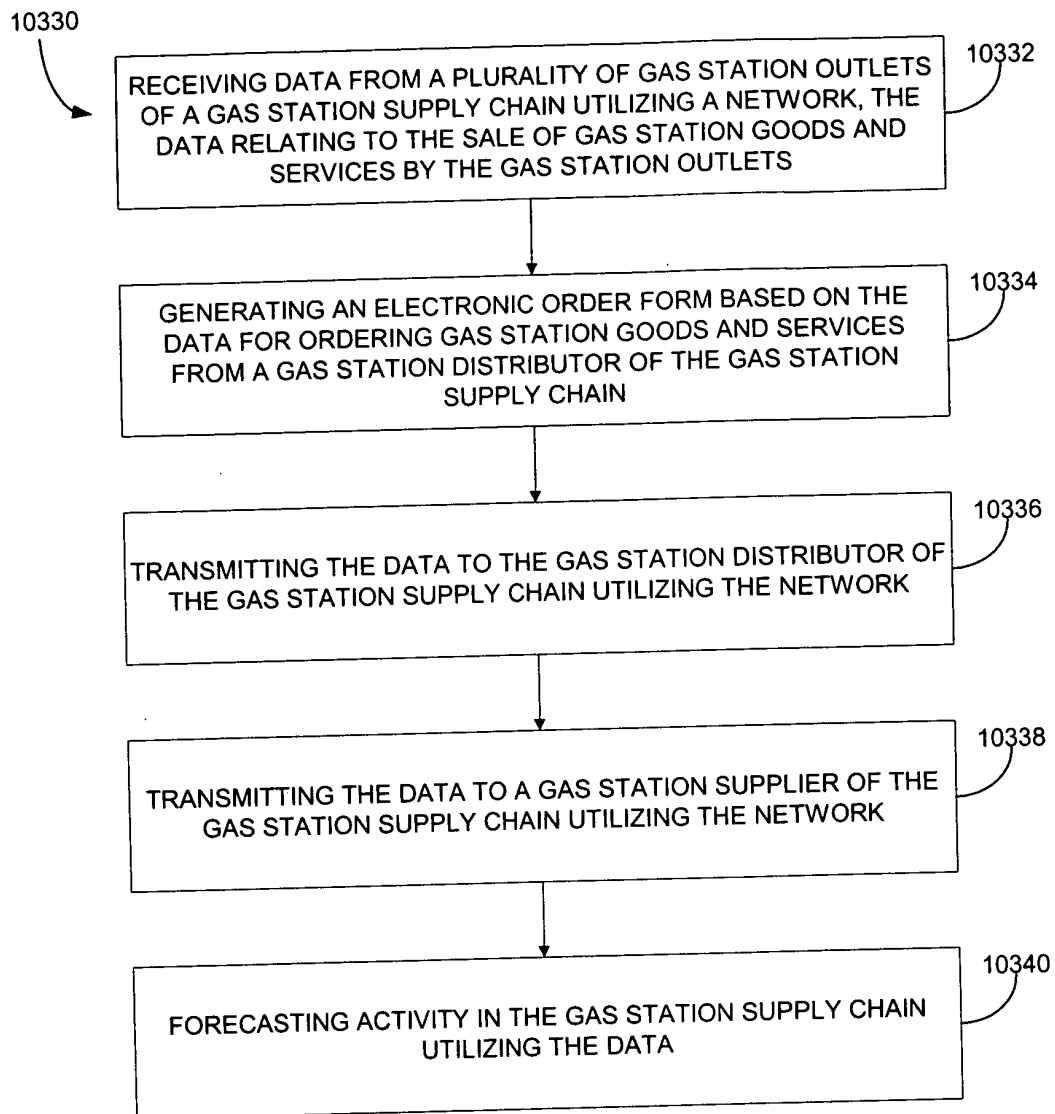 10330
RECEIVING DATA FROM A PLURALITY OF GAS STATION OUTLETS
OF A GAS STATION SUPPLY CHAIN UTILIZING A NETWORK, THE
DATA RELATING TO THE SALE OF GAS STATION GOODS AND
SERVICES BY THE GAS STATION OUTLETS
10332
GENERATING AN ELECTRONIC ORDER FORM BASED ON THE
DATA FOR ORDERING GAS STATION GOODS AND SERVICES
FROM A GAS STATION DISTRIBUTOR OF THE GAS STATION
SUPPLY CHAIN
10334
TRANSMITTING THE DATA TO THE GAS STATION DISTRIBUTOR OF
THE GAS STATION SUPPLY CHAIN UTILIZING THE NETWORK
10336
TRANSMITTING THE DATA TO A GAS STATION SUPPLIER OF THE
GAS STATION SUPPLY CHAIN UTILIZING THE NETWORK
10338
FORECASTING ACTIVITY IN THE GAS STATION SUPPLY CHAIN
UTILIZING THE DATA
10340